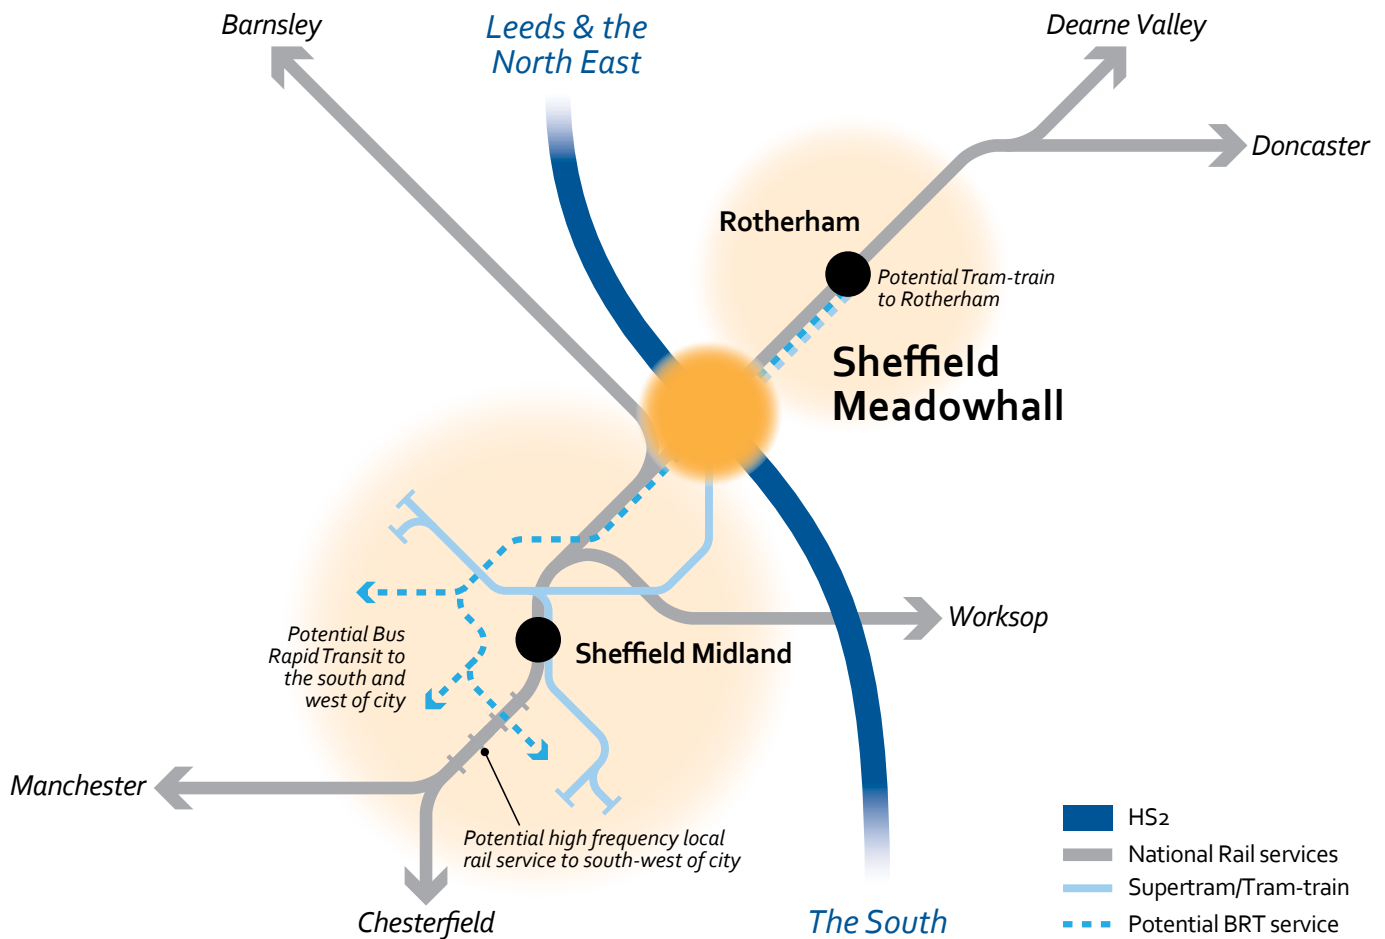 Barnsley
Leeds & the
North East
Dearne Valley
Doncaster
Rotherham
Potential Tram-train
to Rotherham
Sheffield
Meadowhall
Worksop
Potential Bus
Rapid Transit to
the south and
west of city
Sheffield Midland
Manchester
Potential high frequency local
rail service to south-west of city
Chesterfield
The South
HS2
National Rail services
Supertram/Tram-train
Potential BRT service